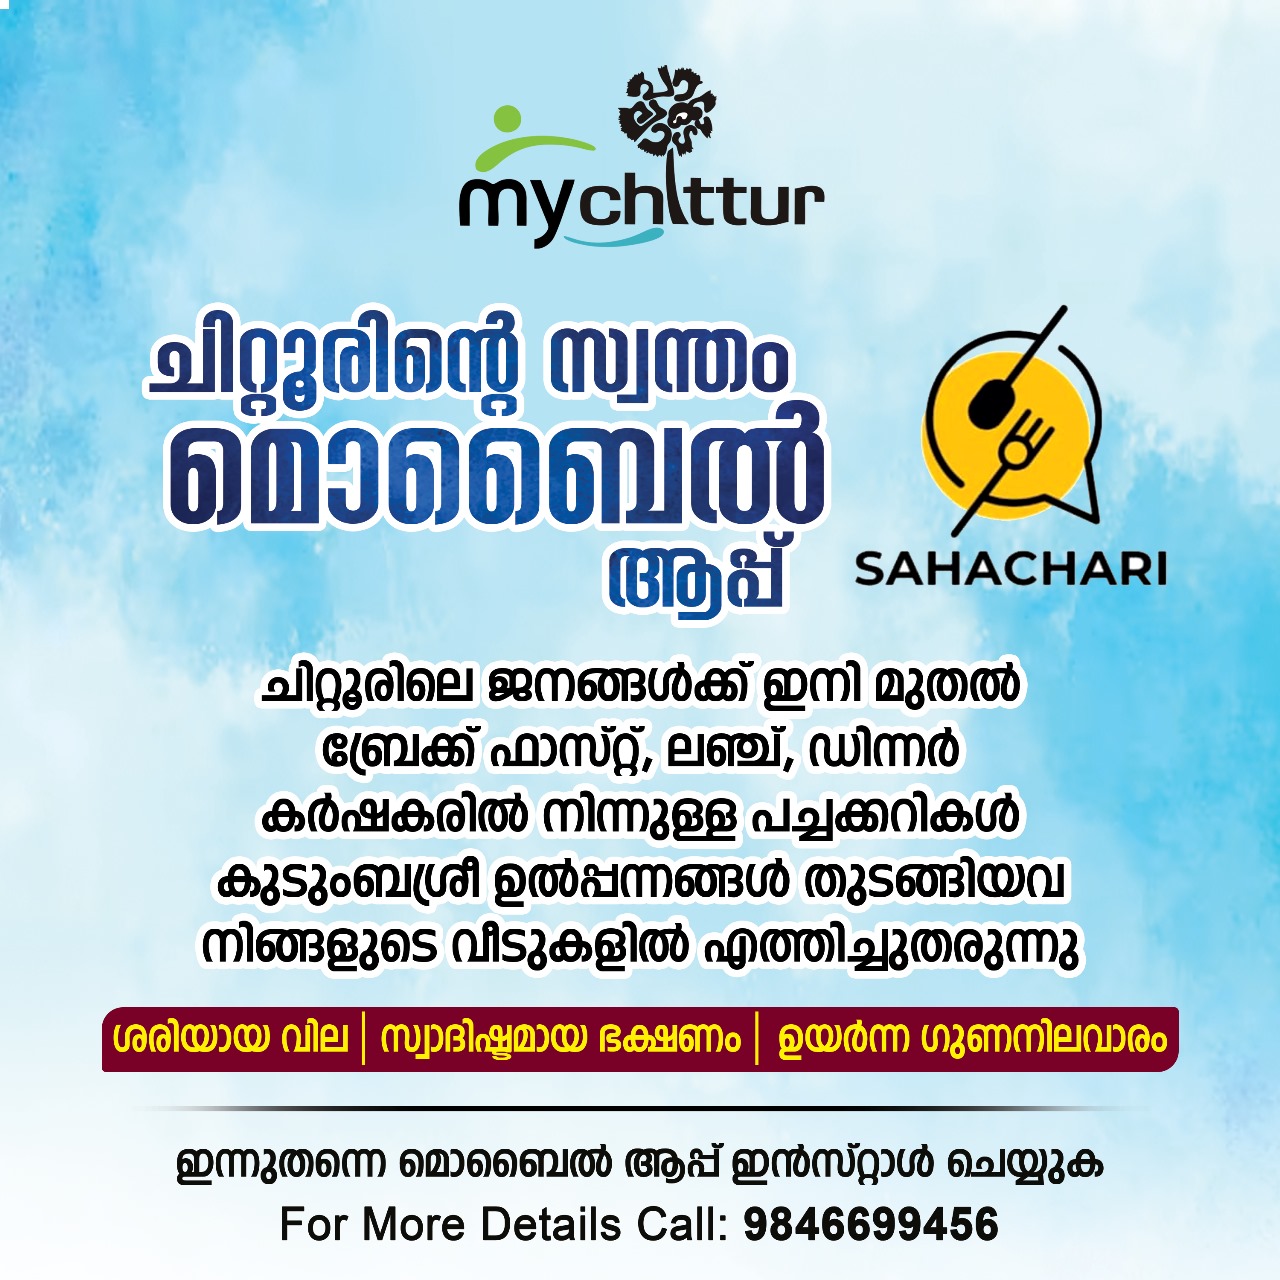 പാലക്കാട്
mychittur
ചിറ്റൂരിന്റെ സ്വന്തം
മൊബൈൽ
ആപ്പ്
SAHACHARI
ചിറ്റൂരിലെ ജനങ്ങൾക്ക് ഇനി മുതൽ
ബ്രേക്ക് ഫാസ്റ്റ്, ലഞ്ച്, ഡിന്നർ
കർഷകരിൽ നിന്നുള്ള പച്ചക്കറികൾ
കുടുംബശ്രീ ഉൽപ്പന്നങ്ങൾ തുടങ്ങിയവ
നിങ്ങളുടെ വീടുകളിൽ എത്തിച്ചുതരുന്നു
ശരിയായ വില | സ്വാദിഷ്ടമായ ഭക്ഷണം | ഉയർന്ന ഗുണനിലവാരം
ഇന്നുതന്നെ മൊബൈൽ ആപ്പ് ഇൻസ്റ്റാൾ ചെയ്യുക
For More Details Call: 9846699456